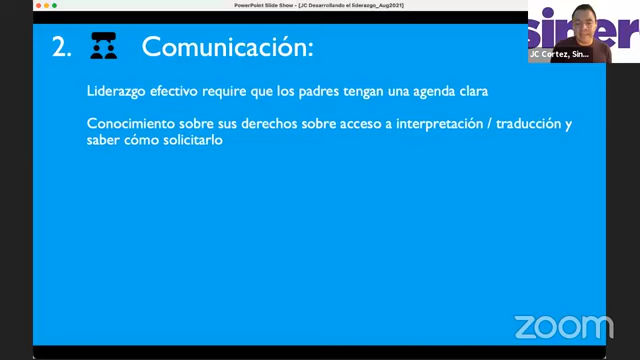 PowerPoint Slide Show - [JC Desarrollando el liderazgo_Aug2021]
2. Comunicación:
Liderazgo efectivo require que los padres tengan una agenda clara
Conocimiento sobre sus derechos sobre acceso a interpretación / traducción y
saber cómo solicitarlo
JC Cortez, Sin...
zoom